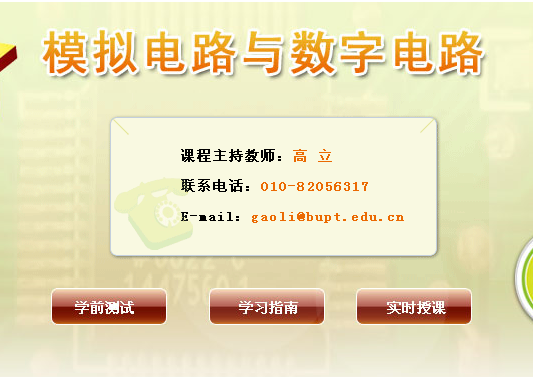 模拟电路与数字电路
课程主持教师：高 立
联系电话：010-82056317
E-mail：gaoli@bupt.edu.cn
学前测试 学习指南 实时授课